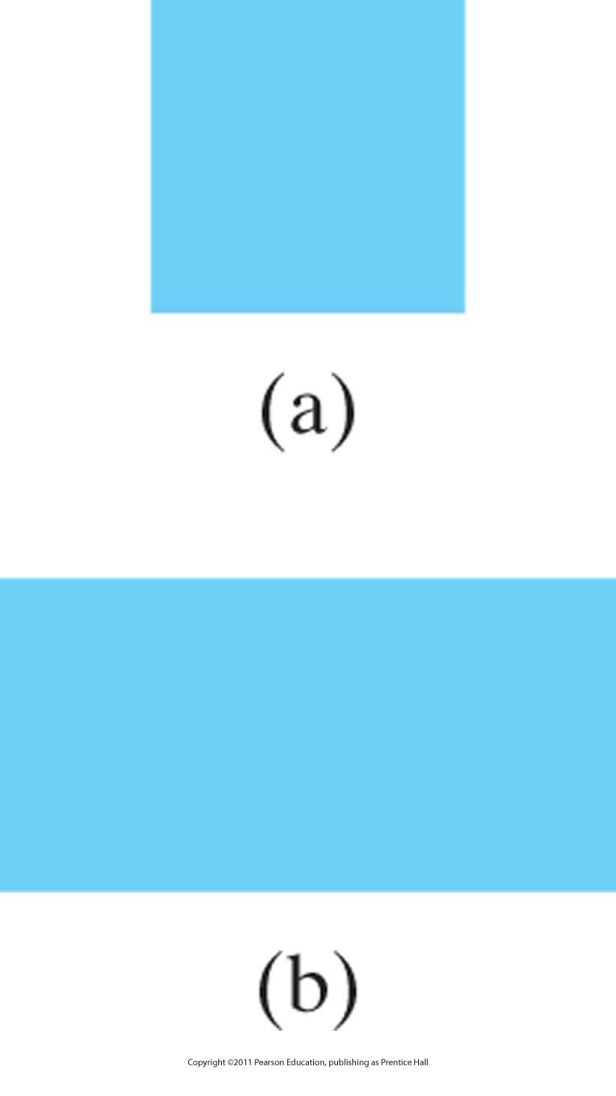 (a)
(b)
Copyright ©2011 Pearson Education, publishing as Prentice Hall